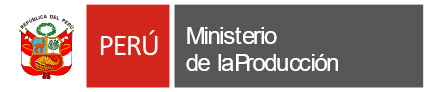 REPÚBLICA DEL PERÚ
PERÚ
Ministerio
de laProducción